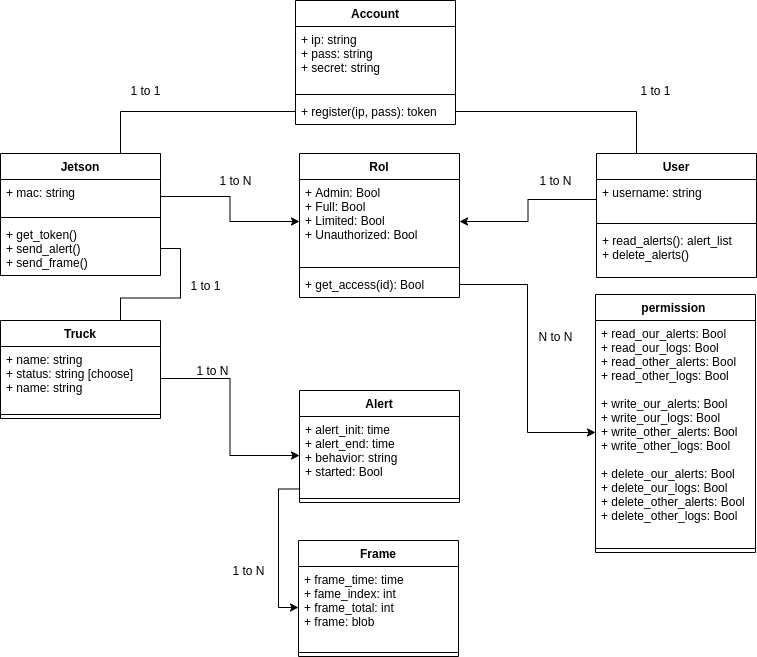 Account
+ ip: string
+ pass: string
+ secret: string
+ register(ip, pass): token
1 to 1
1 to 1
Jetson
+ mac: string
+ get_token()
+ send_alert()
+ send_frame()
1 to N
Rol
+ Admin: Bool
+ Full: Bool
+ Limited: Bool
+ Unauthorized: Bool
+ get_access(id): Bool
1 to N
User
+ username: string
+ read_alerts(): alert_list
+ delete_alerts()
1 to 1
Truck
+ name: string
+ status: string [choose]
+ name: string
1 to N
N to N
permission
+ read_our_alerts: Bool
+ read_our_logs: Bool
+ read_other_alerts: Bool
+ read_other_logs: Bool
+ write_our_alerts: Bool
+ write_our_logs: Bool
+ write_other_alerts: Bool
+ write_other_logs: Bool
+ delete_our_alerts: Bool
+ delete_our_logs: Bool
+ delete_other_alerts: Bool
+ delete_other_logs: Bool
Alert
+ alert_init: time
+ alert_end: time
+ behavior: string
+ started: Bool
1 to N
Frame
+ frame_time: time
+ fame_index: int
+ frame_total: int
+ frame: blob